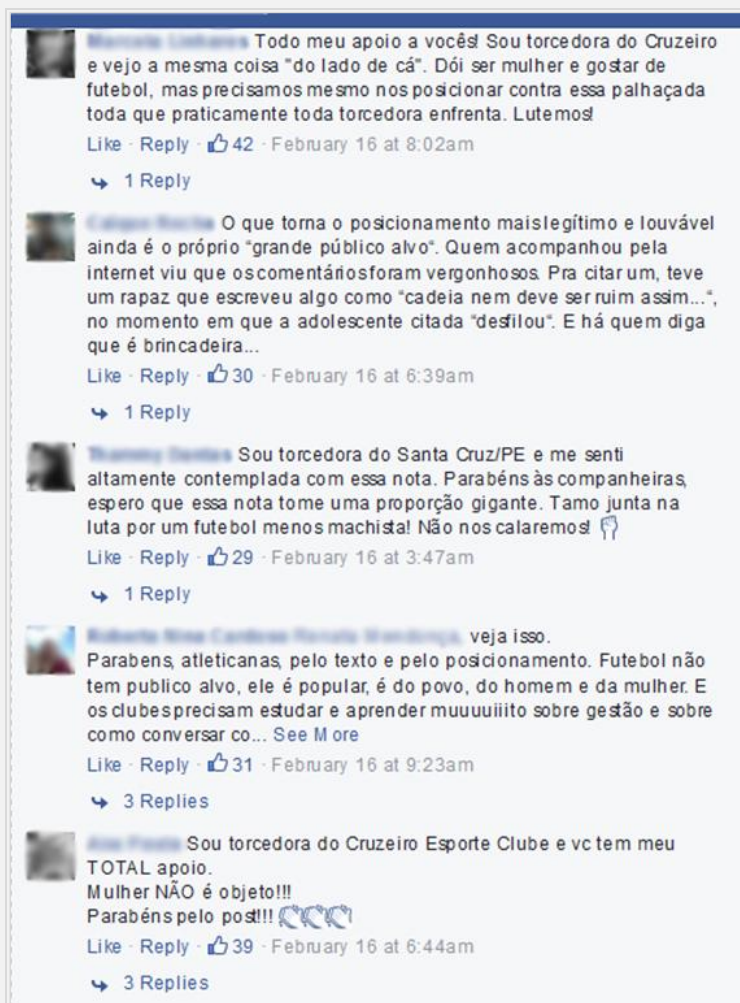 Todo meu apoio a vocês! Sou torcedora do Cruzeiro
e vejo a mesma coisa "do lado de cá". Dói ser mulher e gostar de
futebol, mas precisamos mesmo nos posicionar contra essa palhaçada
toda que praticamente toda torcedora enfrenta. Lutemos!
Like · Reply · 42 · February 16 at 8:02am
1 Reply
O que torna o posicionamento mais legítimo e louvável
ainda é o próprio “grande público alvo“. Quem acompanhou pela
internet viu que os comentários foram vergonhosos. Pra citar um, teve
um rapaz que escreveu algo como “cadeia nem deve ser ruim assim...“,
no momento em que a adolescente citada “desfilou“. E há quem diga
que é brincadeira...
Like · Reply · 30 · February 16 at 6:39am
1 Reply
Sou torcedora do Santa Cruz/PE e me senti
altamente contemplada com essa nota. Parabéns às companheiras,
espero que essa nota tome uma proporção gigante. Tamo junta na
luta por um futebol menos machista! Não nos calaremos!
Like · Reply · 29 · February 16 at 3:47am
1 Reply
veja isso.
Parabens, atleticanas, pelo texto e pelo posicionamento. Futebol não
tem publico alvo, ele é popular, é do povo, do homem e da mulher. E
os clubes precisam estudar e aprender muuuuiiito sobre gestão e sobre
como conversar co... See More
Like · Reply · 31 · February 16 at 9:23am
3 Replies
Sou torcedora do Cruzeiro Esporte Clube e vc tem meu
TOTAL apoio.
Mulher NÃO é objeto!!!
Parabéns pelo post!!!
Like · Reply · 39 · February 16 at 6:44am
3 Replies